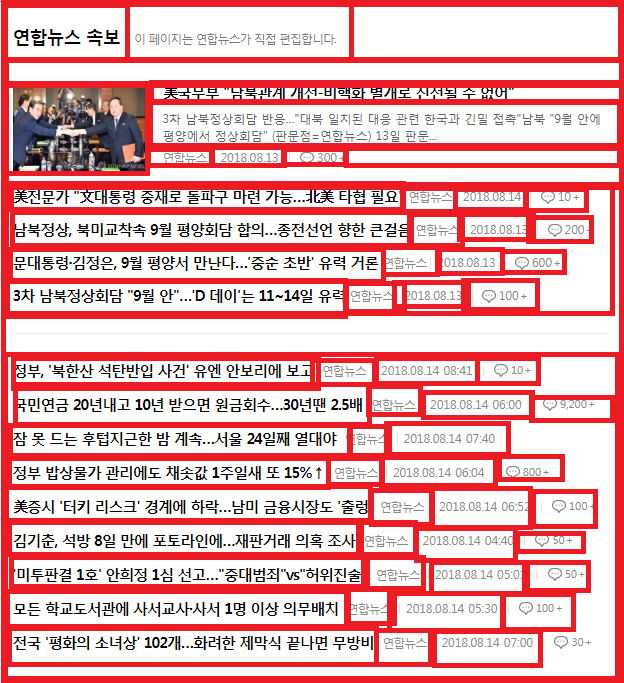 연합뉴스 속보 이 페이지는 연합뉴스가 직접 편집합니다.
美국무부 "남북관계 개선-비핵화 별개로 진전될 수 없어"
3차 남북정상회담 반응..."대북 일치된 대응 관련 한국과 긴밀 접촉"남북 "9월 안에
평양에서 정상회담" (판문점=연합뉴스) 13일 판문...
연합뉴스 2018.08.13 300+
美전문가 "文대통령 중재로 돌파구 마련 가능...北美 타협 필요" 연합뉴스 2018.08.14 10+
남북정상, 북미교착속 9월 평양회담 합의...종전선언 향한 큰걸음 연합뉴스 2018.08.13 200+
문대통령·김정은, 9월 평양서 만난다...'중순 초반' 유력 거론 연합뉴스 2018.08.13 600+
3차 남북정상회담 "9월 안"...'D 데이'는 11~14일 유력 연합뉴스 2018.08.13 100+
정부, '북한산 석탄반입 사건' 유엔 안보리에 보고 연합뉴스 2018.08.14 08:41 10+
국민연금 20년내고 10년 받으면 원금회수...30년땐 2.5배 연합뉴스 2018.08.14 06:00 9,200+
잠 못 드는 후텁지근한 밤 계속...서울 24일째 열대야 연합뉴스 2018.08.14 07:40
정부 밥상물가 관리에도 채솟값 1주일새 또 15%↑ 연합뉴스 2018.08.14 06:04 800+
美증시 '터키 리스크' 경계에 하락...남미 금융시장도 '출렁 연합뉴스 2018.08.14 06:52 100+
김기춘, 석방 8일 만에 포토라인에...재판거래 의혹 조사 연합뉴스 2018.08.14 04:40 50+
'미투판결 1호' 안희정 1심 선고..."중대범죄"vs"허위진술 연합뉴스 2018.08.14 05:01 50+
모든 학교도서관에 사서교사·사서 1명 이상 의무배치 연합뉴스 2018.08.14 05:30 100+
전국 '평화의 소녀상' 102개...화려한 제막식 끝나면 무방비 연합뉴스 2018.08.14 07:00 30+